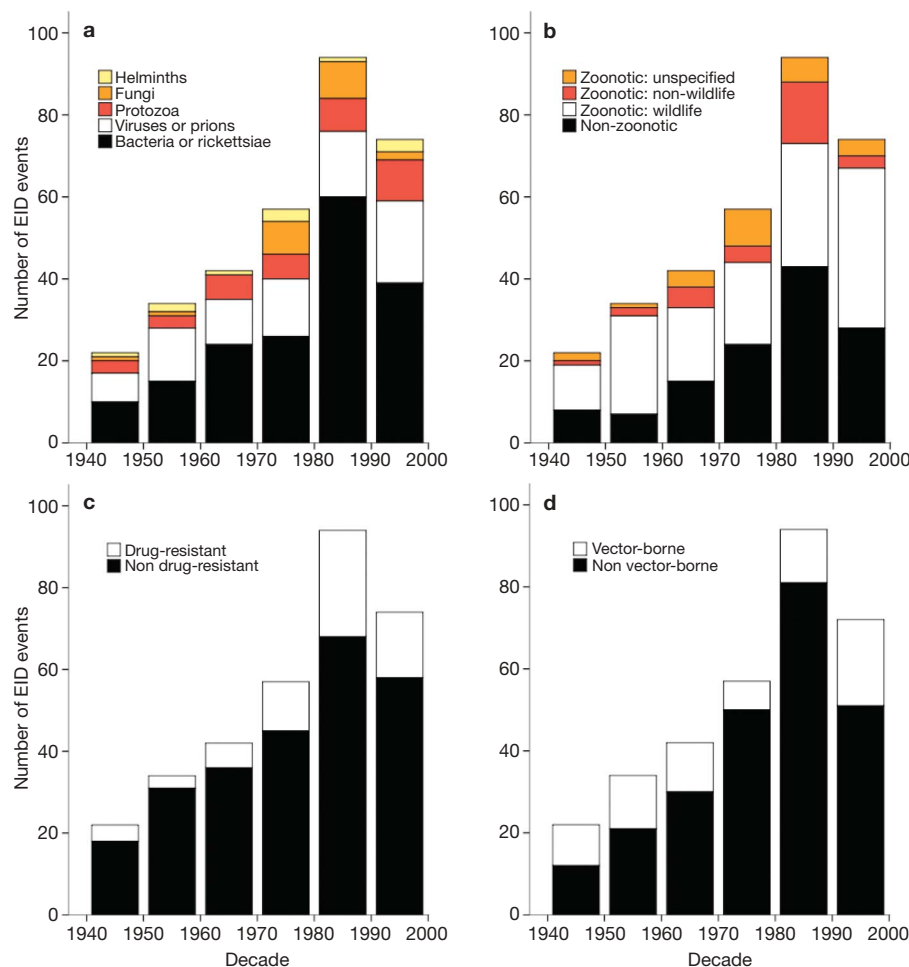 a
Helminths
Fungi
Protozoa
Viruses or prions
Bacteria or rickettsiae
Number of EID events
100
80
60
40
20
0
1940 1950 1960 1970 1980 1990 2000
b
Zoonotic: unspecified
Zoonotic: non-wildlife
Zoonotic: wildlife
Non-zoonotic
100
80
60
40
20
0
1940 1950 1960 1970 1980 1990 2000
c
Drug-resistant
Non drug-resistant
Number of EID events
100
80
60
40
20
0
1940 1950 1960 1970 1980 1990 2000
Decade
d
Vector-borne
Non vector-borne
100
80
60
40
20
0
1940 1950 1960 1970 1980 1990 2000
Decade